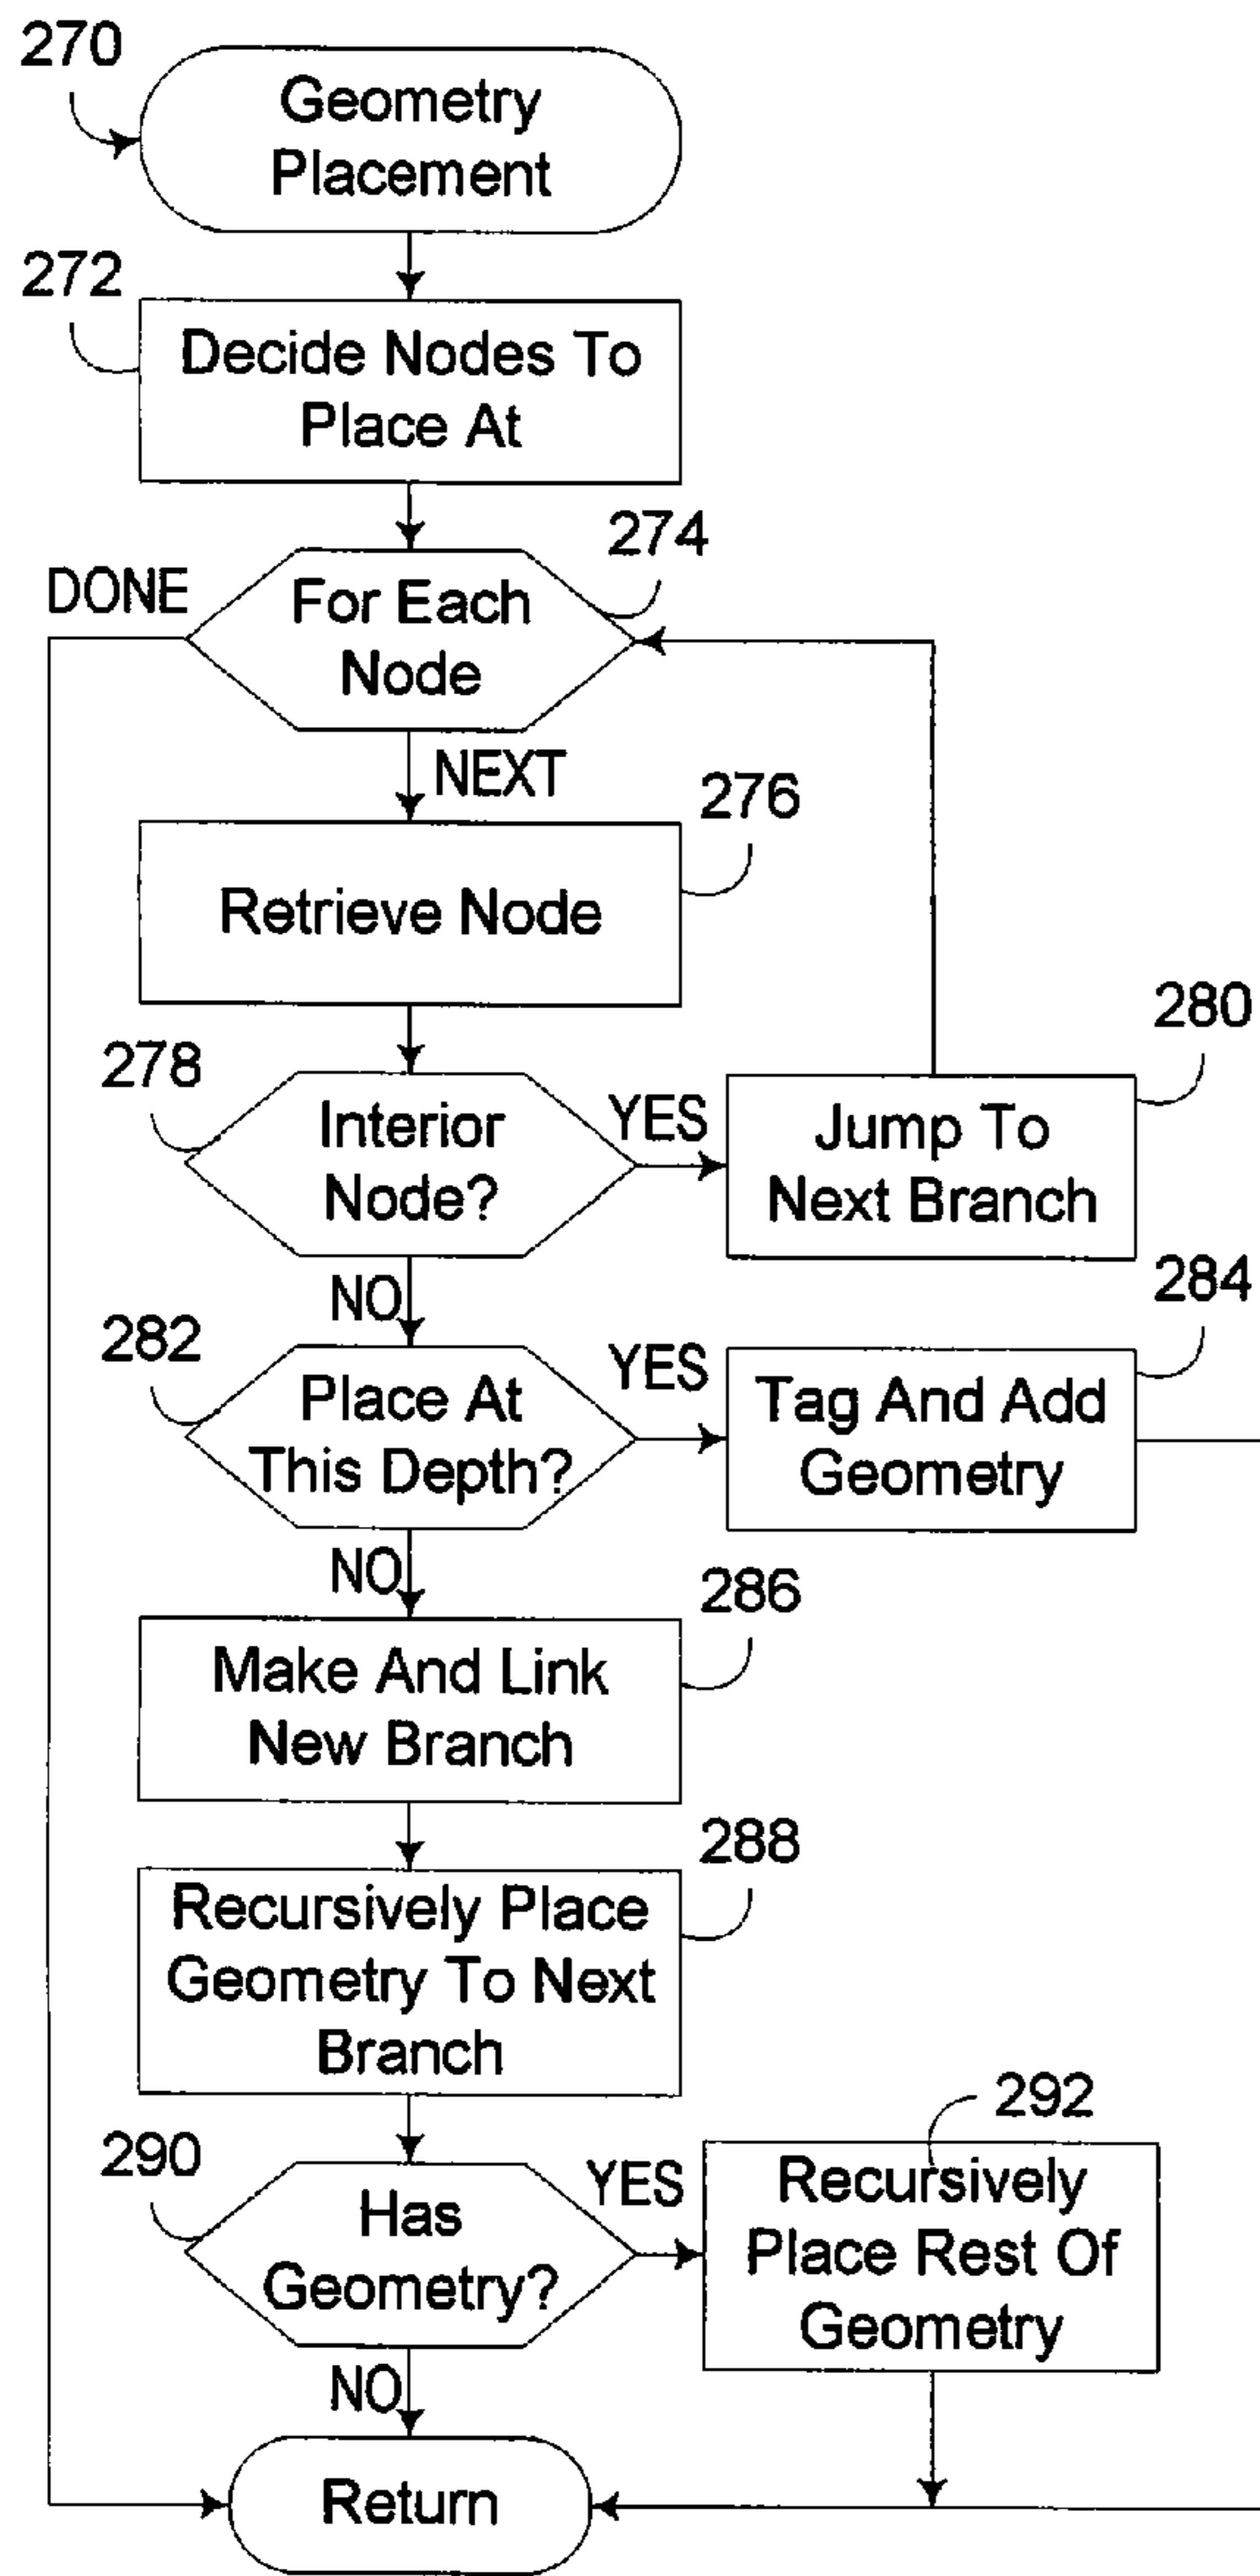 270
Geometry
Placement
272
Decide Nodes To
Place At
274
DONE
For Each
Node
NEXT
276
Retrieve Node
278
Interior
Node?
YES
280
Jump To
Next Branch
NO
282
Place At
This Depth?
YES
284
Tag And Add
Geometry
NO
286
Make And Link
New Branch
288
Recursively Place
Geometry To Next
Branch
290
Has
Geometry?
YES
292
Recursively
Place Rest Of
Geometry
NO
Return